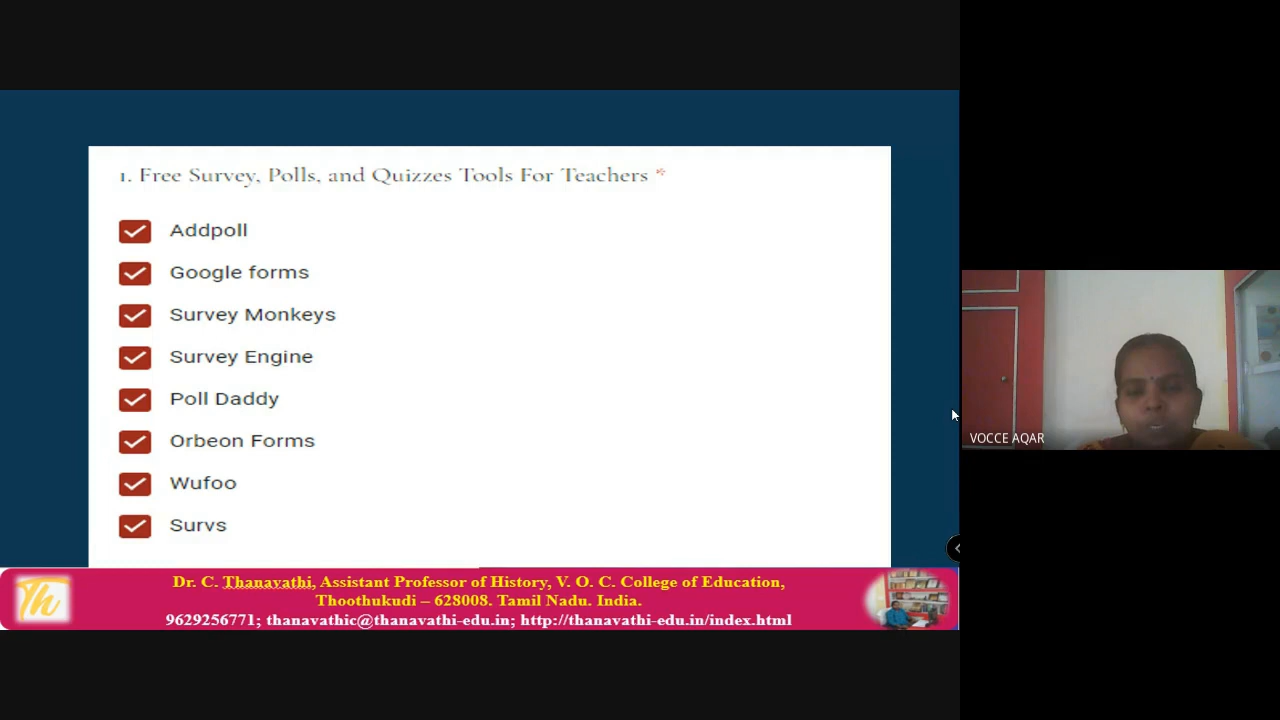 1. Free Survey, Polls, and Quizzes Tools For Teachers *
Addpoll
Google forms
Survey Monkeys
Survey Engine
Poll Daddy
Orbeon Forms
Wufoo
Survs
VOCCE AQAR
Th
Dr. C. Thanavathi, Assistant Professor of History, V. O. C. College of Education,
Thoothukudi – 628008. Tamil Nadu. India.
9629256771; thanavathic@thanavathi-edu.in; http://thanavathi-edu.in/index.html